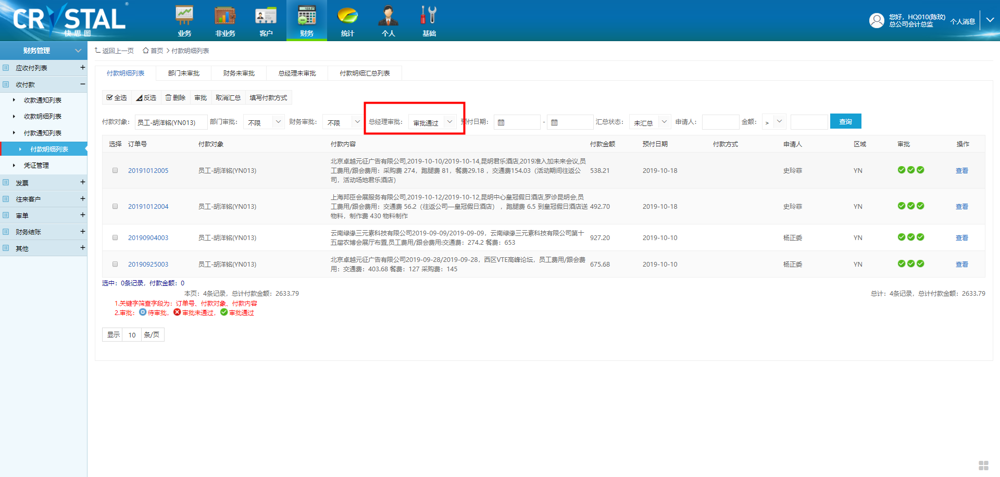 CRYSTAL ®
快思图
业务
非业务
客户
财务
统计
个人
基础
您好，HQ010(陈玟)
总公司会计总监
个人消息
财务管理
应收付列表 +
收付款 −
收款通知列表
收款明细列表
付款通知列表
付款明细列表
凭证管理
发票 +
往来客户 +
审单 +
财务结账 +
其他 +
返回上一页 首页 > 付款明细列表
付款明细列表 部门未审批 财务未审批 总经理未审批 付款明细汇总列表
全选 反选 删除 审批 取消汇总 填写付款方式
付款对象： 员工-胡洋铭(YN013) 部门审批： 不限 财务审批： 不限 总经理审批： 审批通过 预付日期： - 汇总状态： 未汇总 申请人： 金额： > 查询
选择 订单号 付款对象 付款内容 付款金额 预付日期 付款方式 申请人 区域 审批 操作
北京卓越元征广告有限公司,2019-10-10/2019-10-14,昆明君乐酒店,2019准入加未来会议,员
20191012005 员工-胡洋铭(YN013) 工费用/跟会费用：采购费 274，跑腿费 81，餐费29.18 ，交通费154.03（活动期间往返公 538.21 2019-10-18 史玲菲 YN 查看
司，活动场地君乐酒店)
上海邦臣会展服务有限公司,2019-10-12/2019-10-12,昆明中心皇冠假日酒店,罗诊昆明会,员
20191012004 员工-胡洋铭(YN013) 工费用/跟会费用：交通费 56.2（往返公司—皇冠假日酒店），跑腿费 6.5 到皇冠假日酒店送 492.70 2019-10-18 史玲菲 YN 查看
物料，制作费 430 物料制作
云南绿缘三元素科技有限公司2019-09-09/2019-09-09，云南绿缘三元素科技有限公司第十
20190904003 员工-胡洋铭(YN013) 五届农博会展厅布置,员工费用/跟会费用:交通费：274.2 餐费：653 927.20 2019-10-10 杨正委 YN 查看
北京卓越元征广告有限公司2019-09-28/2019-09-28，西区VTE高峰论坛，员工费用/跟会费
20190925003 员工-胡洋铭(YN013) 用：交通费：403.68 餐费：127 采购费：145 675.68 2019-10-10 杨正委 YN 查看
选中：0条记录，付款金额：0
本页：4条记录，总计付款金额：2633.79 总计：4条记录，总计付款金额：2633.79
1.关键字筛查字段为：订单号、付款对象、付款内容
2.审批： 待审批， 审批未通过， 审批通过
显示 10 条/页